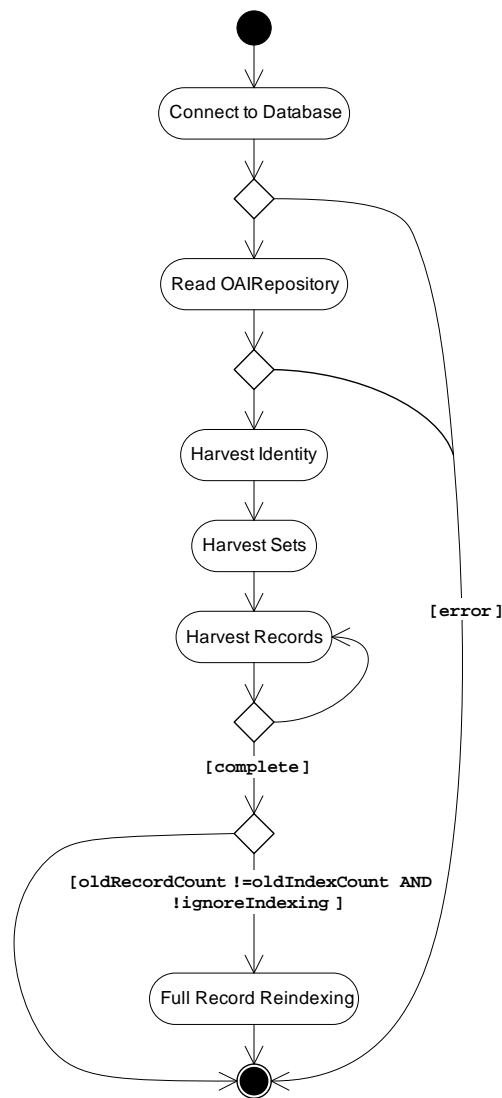 Connect to Database
Read OAIRepository
Harvest Identity
Harvest Sets
[error]
Harvest Records
[complete]
[oldRecordCount !=oldIndexCount AND
!ignoreIndexing ]
Full Record Reindexing